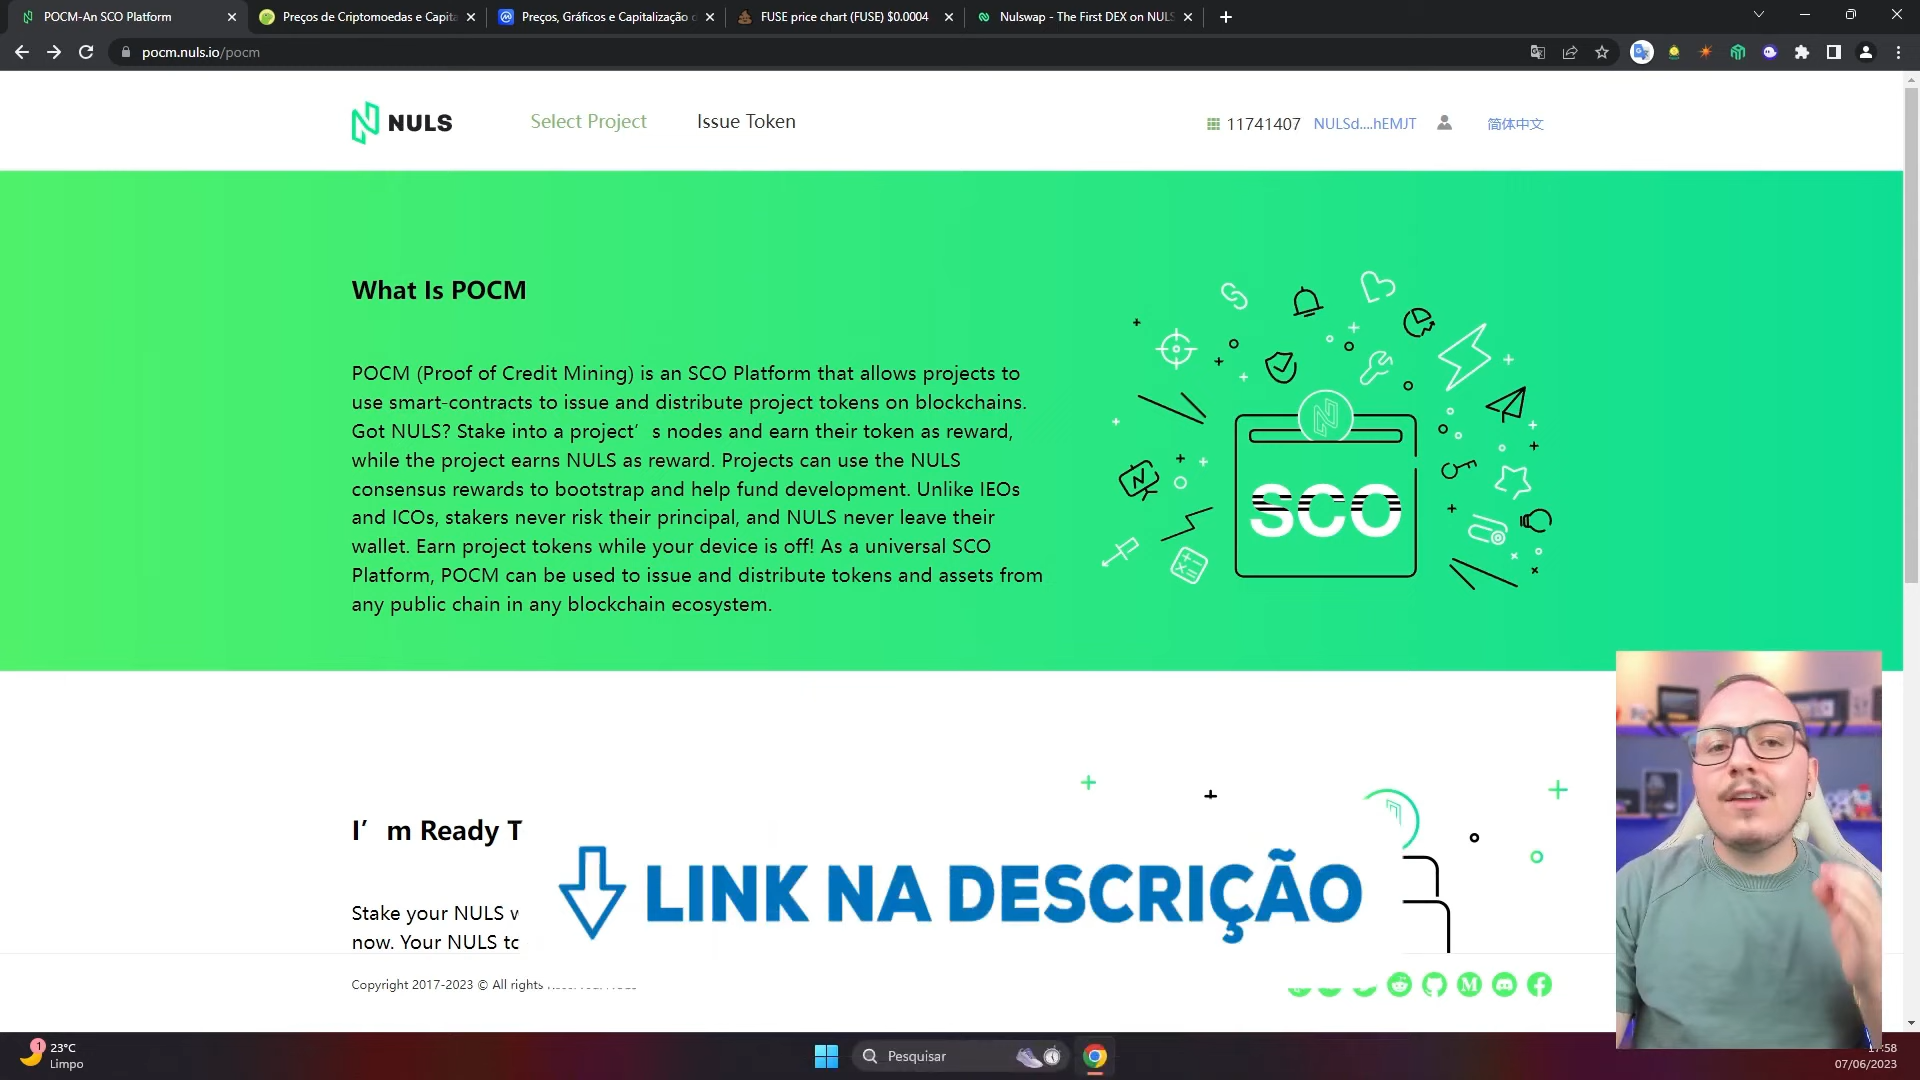 POCM-An SCO Platform
Preços de Criptomoedas e Capita
Preços, Gráficos e Capitalização
FUSE price chart (FUSE) $0.0004
Nulswap - The First DEX on NULS
pocm.nuls.io/pocm
NULS
Select Project
Issue Token
11741407
NULSd....hEMJT
简体中文
What Is POCM
POCM (Proof of Credit Mining) is an SCO Platform that allows projects to
use smart-contracts to issue and distribute project tokens on blockchains.
Got NULS? Stake into a project’s nodes and earn their token as reward,
while the project earns NULS as reward. Projects can use the NULS
consensus rewards to bootstrap and help fund development. Unlike IEOs
and ICOs, stakers never risk their principal, and NULS never leave their
wallet. Earn project tokens while your device is off! As a universal SCO
Platform, POCM can be used to issue and distribute tokens and assets from
any public chain in any blockchain ecosystem.
SCO
I’m Ready T
LINK NA DESCRIÇÃO
Stake your NULS
now. Your NULS
Copyright 2017-2023 © All rights
1
23°C
Limpo
Pesquisar
07/06/2023